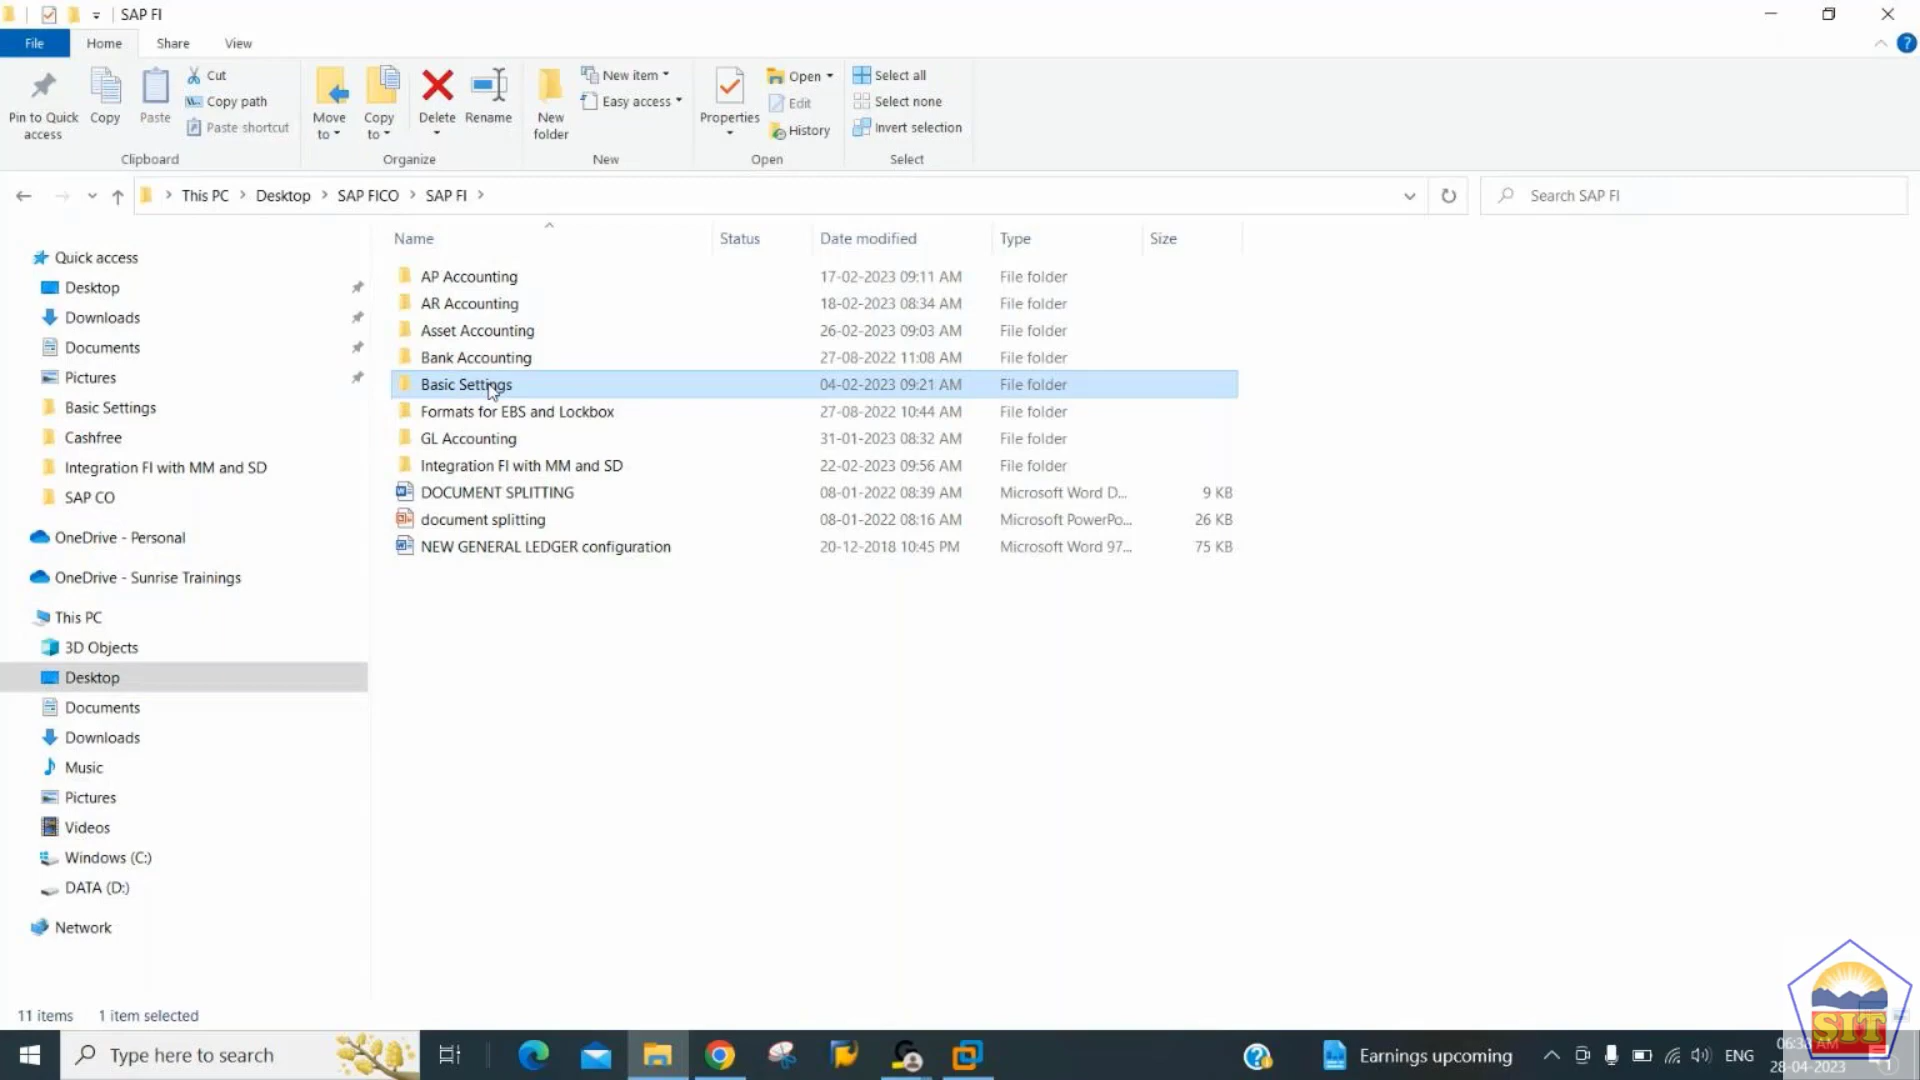 SAP FI
File Home Share View
Pin to Quick access
Copy
Paste
Cut
Copy path
Paste shortcut
Clipboard
Move to
Copy to
Delete
Rename
Organize
New folder
New item
Easy access
New
Properties
Open
Edit
History
Open
Select all
Select none
Invert selection
Select
This PC > Desktop > SAP FICO > SAP FI >
Search SAP FI
Quick access
Desktop
Downloads
Documents
Pictures
Basic Settings
Cashfree
Integration FI with MM and SD
SAP CO
OneDrive - Personal
OneDrive - Sunrise Trainings
This PC
3D Objects
Desktop
Documents
Downloads
Music
Pictures
Videos
Windows (C:)
DATA (D:)
Network
Name Status Date modified Type Size
AP Accounting 17-02-2023 09:11 AM File folder
AR Accounting 18-02-2023 08:34 AM File folder
Asset Accounting 26-02-2023 09:03 AM File folder
Bank Accounting 27-08-2022 11:08 AM File folder
Basic Settings 04-02-2023 09:21 AM File folder
Formats for EBS and Lockbox 27-08-2022 10:44 AM File folder
GL Accounting 31-01-2023 08:32 AM File folder
Integration FI with MM and SD 22-02-2023 09:56 AM File folder
DOCUMENT SPLITTING 08-01-2022 08:39 AM Microsoft Word D... 9 KB
document splitting 08-01-2022 08:16 AM Microsoft PowerPo... 26 KB
NEW GENERAL LEDGER configuration 20-12-2018 10:45 PM Microsoft Word 97... 75 KB
11 items 1 item selected
SIT
Type here to search
Earnings upcoming
ENG
28-04-2023